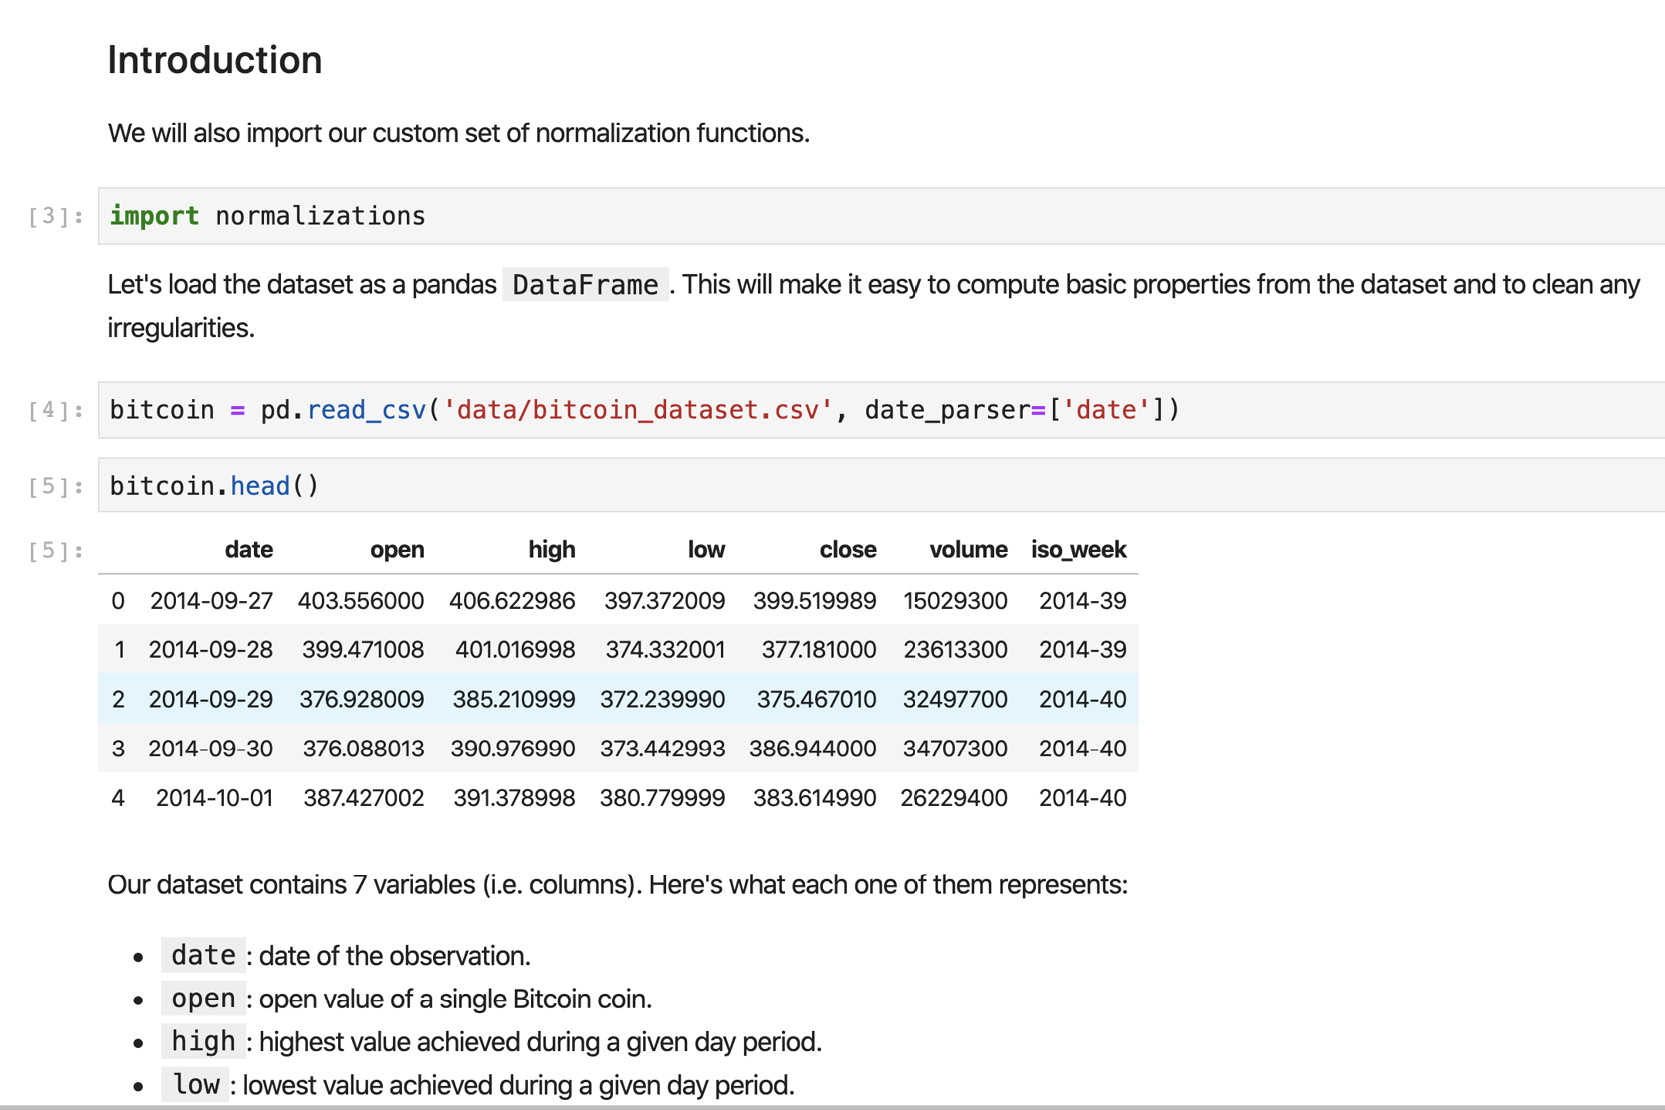 Introduction
We will also import our custom set of normalization functions.
[3]: import normalizations
Let's load the dataset as a pandas DataFrame . This will make it easy to compute basic properties from the dataset and to clean any
irregularities.
[4]: bitcoin = pd.read_csv('data/bitcoin_dataset.csv', date_parser=['date'])
[5]: bitcoin.head()
[5]: date open high low close volume iso_week
0 2014-09-27 403.556000 406.622986 397.372009 399.519989 15029300 2014-39
1 2014-09-28 399.471008 401.016998 374.332001 377.181000 23613300 2014-39
2 2014-09-29 376.928009 385.210999 372.239990 375.467010 32497700 2014-40
3 2014-09-30 376.088013 390.976990 373.442993 386.944000 34707300 2014-40
4 2014-10-01 387.427002 391.378998 380.779999 383.614990 26229400 2014-40
Our dataset contains 7 variables (i.e. columns). Here's what each one of them represents:
• date : date of the observation.
• open : open value of a single Bitcoin coin.
• high : highest value achieved during a given day period.
• low : lowest value achieved during a given day period.